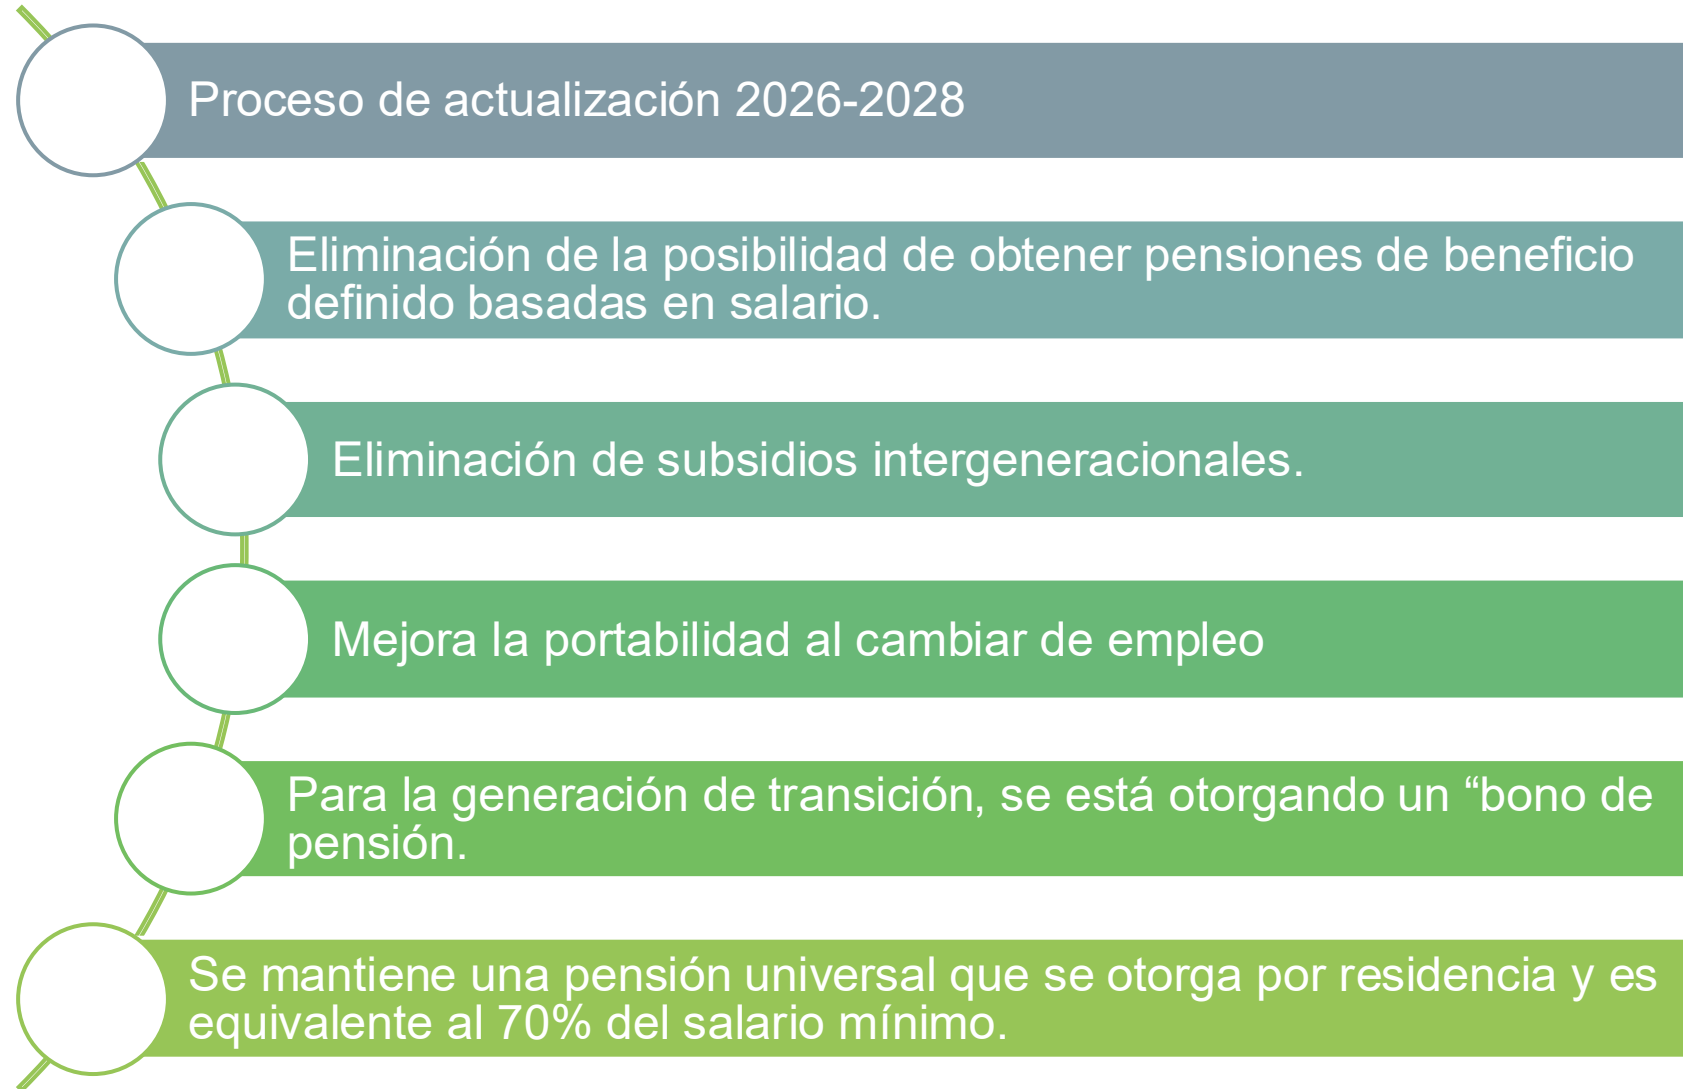 Proceso de actualización 2026-2028
Eliminación de la posibilidad de obtener pensiones de beneficio
definido basadas en salario.
Eliminación de subsidios intergeneracionales.
Mejora la portabilidad al cambiar de empleo
Para la generación de transición, se está otorgando un “bono de
pensión.
Se mantiene una pensión universal que se otorga por residencia y es
equivalente al 70% del salario mínimo.